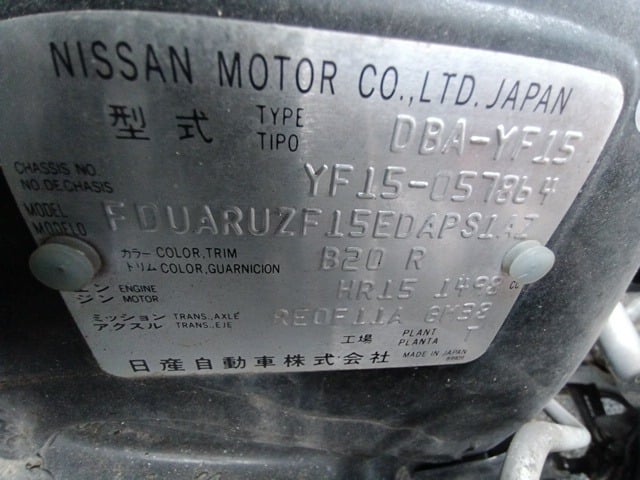 NISSAN MOTOR CO.,LTD. JAPAN
型式 TYPE TIPO DBA-YF15
CHASSIS NO. NO.DE.CHASIS YF15-057864
MODEL MODELO FDUARUZF15EDAPS1AZ
カラー COLOR,TRIM B20 R
トリム COLOR,GUARNICION
エンジン ENGINE MOTOR HR15 1498 cc
ミッション TRANS.,AXLE RE0F11A GM38
アクスル TRANS.,EJE
工場 PLANT PLANTA T
日産自動車株式会社 MADE IN JAPAN